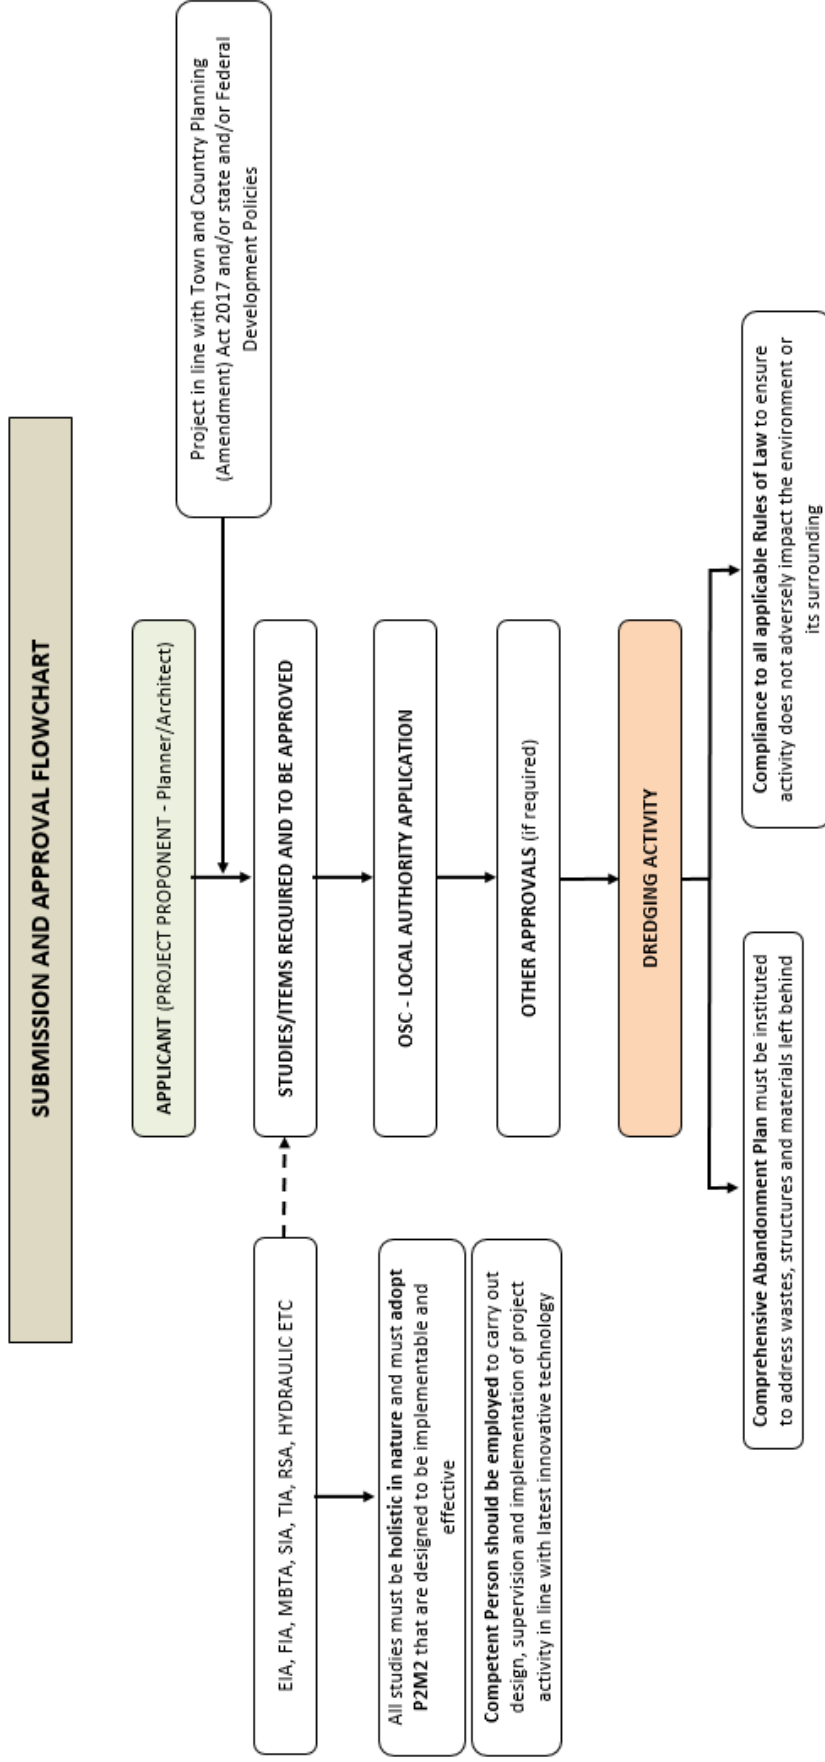 SUBMISSION AND APPROVAL FLOWCHART
APPLICANT (PROJECT PROPONENT - Planner/Architect)
Project in line with Town and Country Planning
(Amendment) Act 2017 and/or state and/or Federal
Development Policies
EIA, FIA, MBTA, SIA, TIA, RSA, HYDRAULIC ETC
STUDIES/ITEMS REQUIRED AND TO BE APPROVED
All studies must be holistic in nature and must adopt
P2M2 that are designed to be implementable and
effective
OSC - LOCAL AUTHORITY APPLICATION
Competent Person should be employed to carry out
design, supervision and implementation of project
activity in line with latest innovative technology
OTHER APPROVALS (if required)
DREDGING ACTIVITY
Comprehensive Abandonment Plan must be instituted
to address wastes, structures and materials left behind
Compliance to all applicable Rules of Law to ensure
activity does not adversely impact the environment or
its surrounding